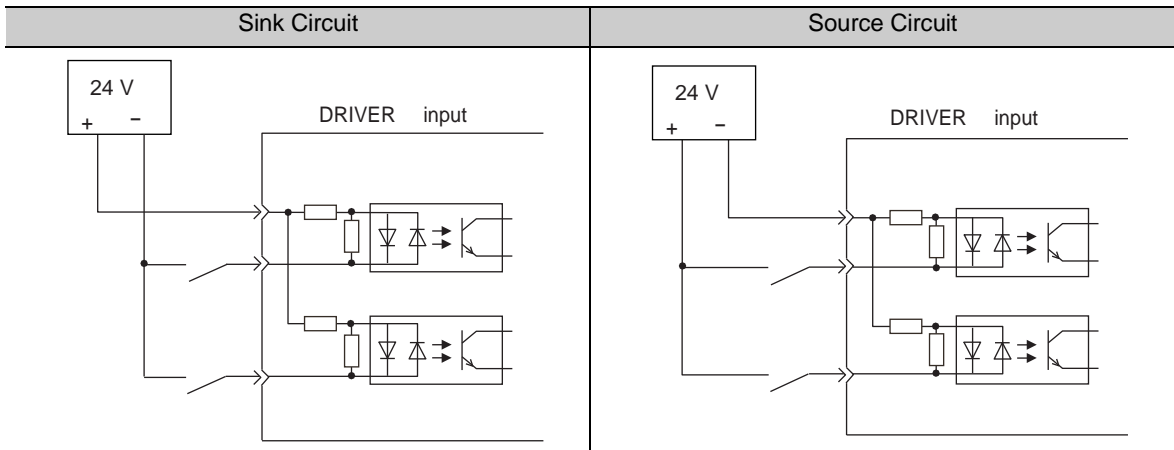 Sink Circuit
Source Circuit
24 V
+ −
DRIVER input
24 V
+ −
DRIVER input